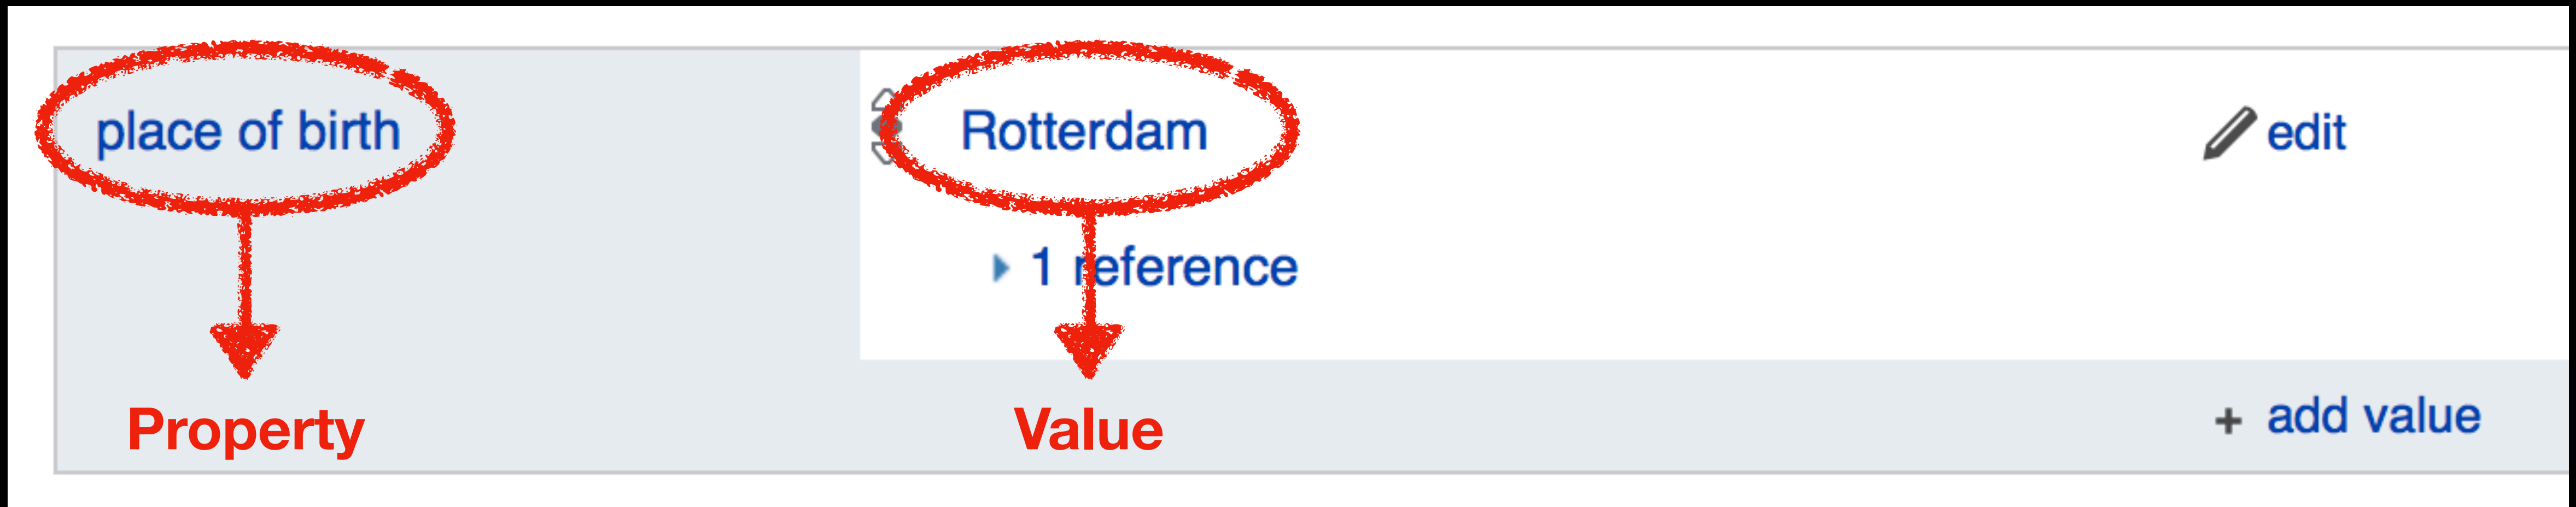 place of birth
Rotterdam
edit
1 reference
+ add value
Property
Value